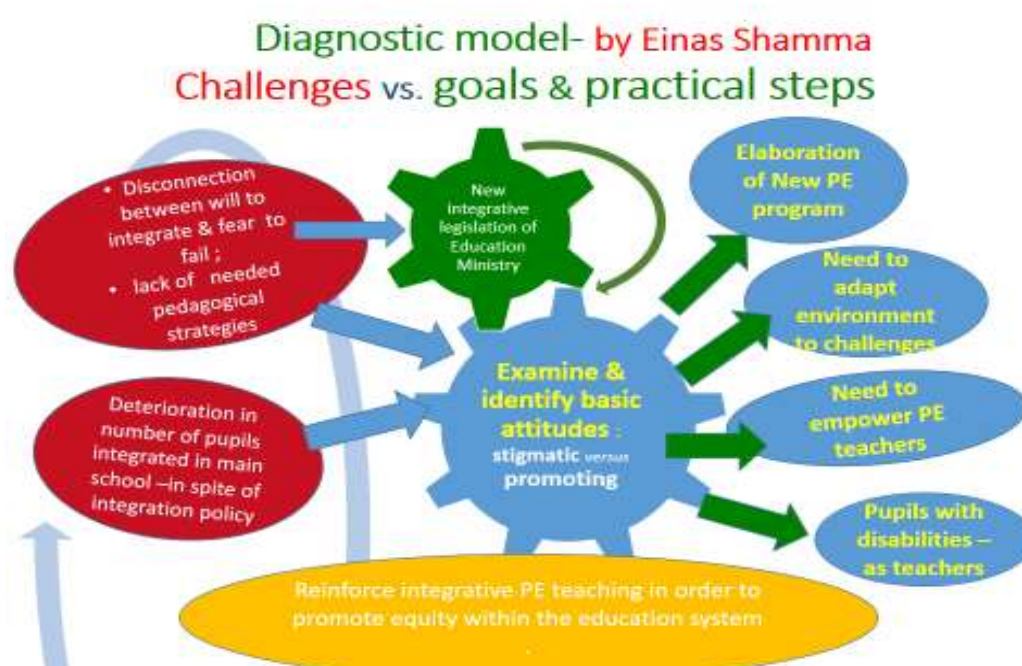 Diagnostic model- by Einas Shamma
Challenges vs. goals & practical steps
• Disconnection
between will to
integrate & fear to
fail ;
• lack of needed
pedagogical
strategies
New
integrative
legislation of
Education
Ministry
Elaboration
of New PE
program
Need to
adapt
environment
to challenges
Deterioration in
number of pupils
integrated in main
school –in spite of
integration policy
Examine &
identify basic
attitudes :
stigmatic versus
promoting
Need to
empower PE
teachers
Pupils with
disabilities –
as teachers
Reinforce integrative PE teaching in order to
promote equity within the education system
.